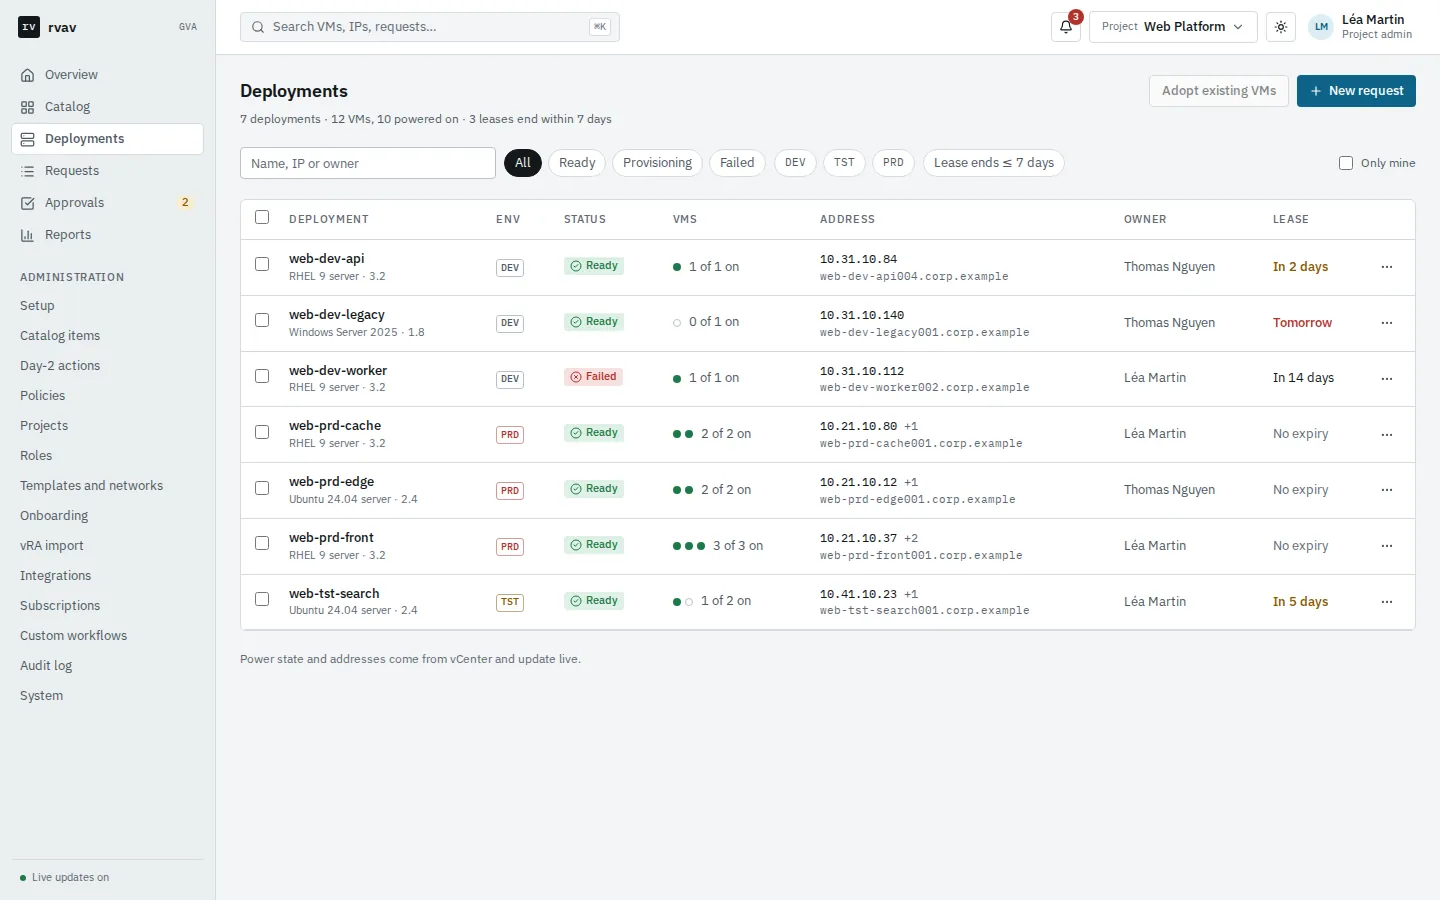 rv rvav GVA
Overview
Catalog
Deployments
Requests
Approvals 2
Reports
ADMINISTRATION
Setup
Catalog items
Day-2 actions
Policies
Projects
Roles
Templates and networks
Onboarding
vRA import
Integrations
Subscriptions
Custom workflows
Audit log
System
Live updates on
Search VMs, IPs, requests... ⌘K
3
Project Web Platform
LM
Léa Martin
Project admin
Deployments
7 deployments · 12 VMs, 10 powered on · 3 leases end within 7 days
Adopt existing VMs
+ New request
Name, IP or owner All Ready Provisioning Failed DEV TST PRD Lease ends ≤ 7 days Only mine
DEPLOYMENT ENV STATUS VMS ADDRESS OWNER LEASE
web-dev-api DEV Ready 1 of 1 on 10.31.10.84 Thomas Nguyen In 2 days ···
RHEL 9 server · 3.2 web-dev-api004.corp.example
web-dev-legacy DEV Ready 0 of 1 on 10.31.10.140 Thomas Nguyen Tomorrow ···
Windows Server 2025 · 1.8 web-dev-legacy001.corp.example
web-dev-worker DEV Failed 1 of 1 on 10.31.10.112 Léa Martin In 14 days ···
RHEL 9 server · 3.2 web-dev-worker002.corp.example
web-prd-cache PRD Ready 2 of 2 on 10.21.10.80 +1 Léa Martin No expiry ···
RHEL 9 server · 3.2 web-prd-cache001.corp.example
web-prd-edge PRD Ready 2 of 2 on 10.21.10.12 +1 Thomas Nguyen No expiry ···
Ubuntu 24.04 server · 2.4 web-prd-edge001.corp.example
web-prd-front PRD Ready 3 of 3 on 10.21.10.37 +2 Léa Martin No expiry ···
RHEL 9 server · 3.2 web-prd-front001.corp.example
web-tst-search TST Ready 1 of 2 on 10.41.10.23 +1 Léa Martin In 5 days ···
Ubuntu 24.04 server · 2.4 web-tst-search001.corp.example
Power state and addresses come from vCenter and update live.